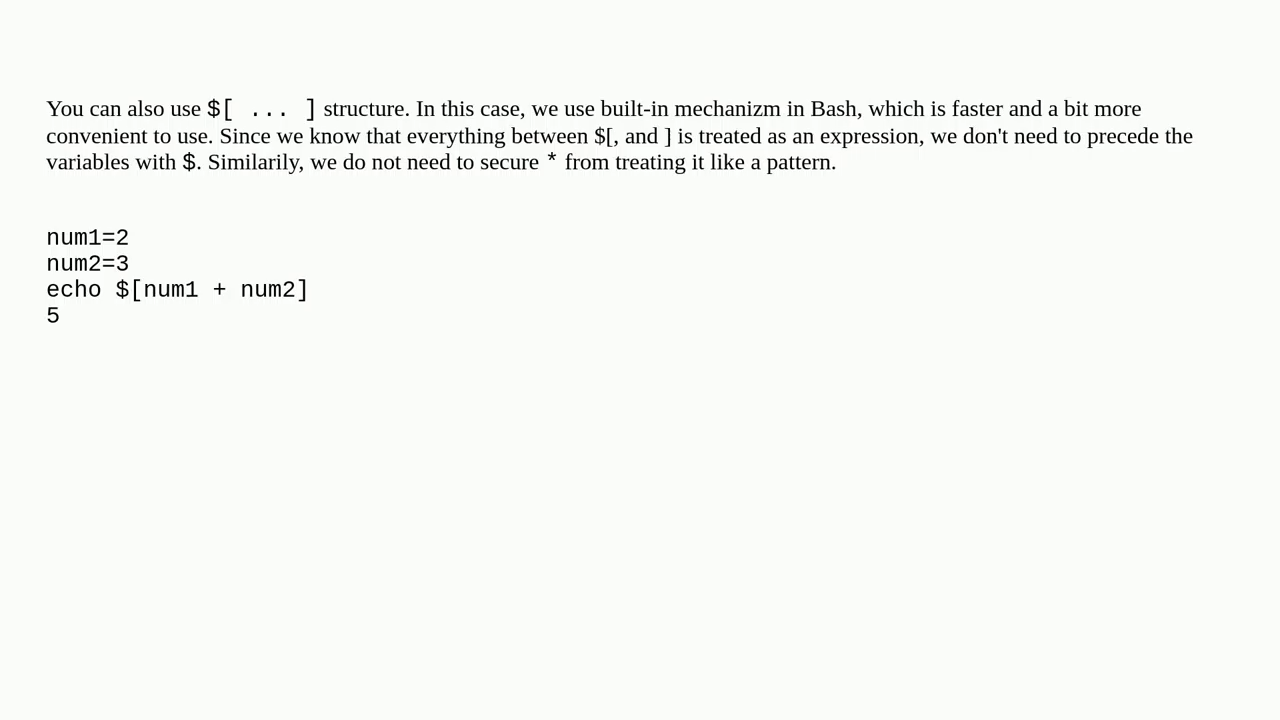 You can also use $[ ... ] structure. In this case, we use built-in mechanizm in Bash, which is faster and a bit more
convenient to use. Since we know that everything between $[, and ] is treated as an expression, we don't need to precede the
variables with $. Similarily, we do not need to secure * from treating it like a pattern.
num1=2
num2=3
echo $[num1 + num2]
5